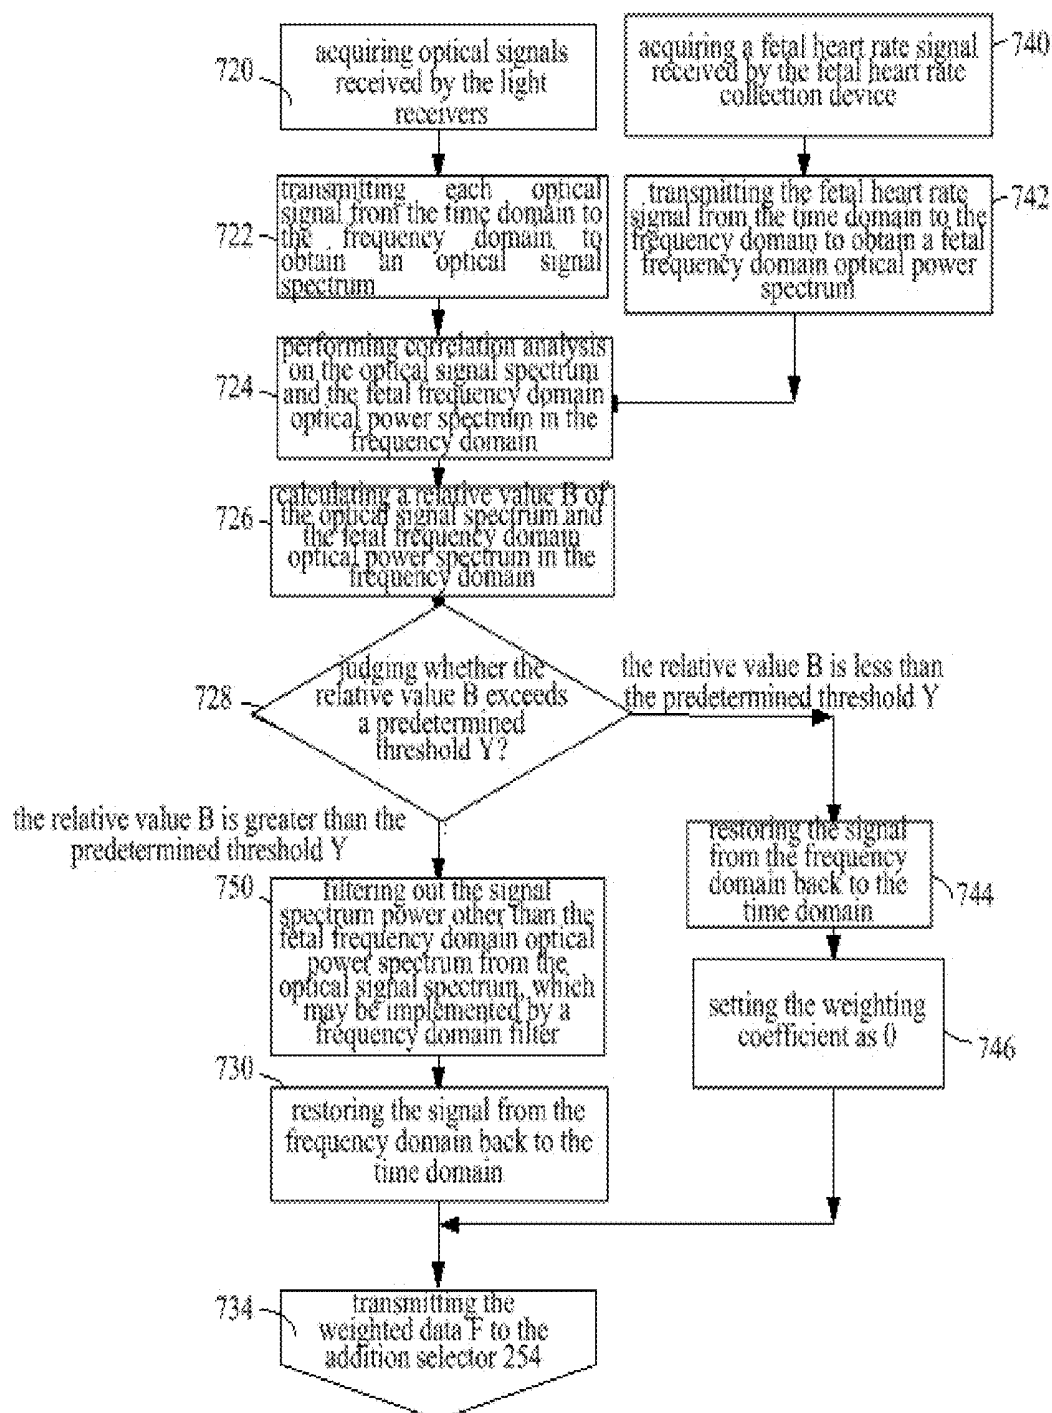 720
acquiring optical signals
received by the light
receivers
acquiring a fetal heart rate signal
received by the fetal heart rate
collection device
740
722
transmitting each optical
signal from the time domain to
the frequency domain to
obtain an optical signal
spectrum
transmitting the fetal heart rate
signal from the time domain to the
frequency domain to obtain a fetal
frequency domain optical power
spectrum
742
724
performing correlation analysis
on the optical signal spectrum
and the fetal frequency domain
optical power spectrum in the
frequency domain
726
calculating a relative value B of
the optical signal spectrum and
the fetal frequency domain
optical power spectrum in the
frequency domain
728
judging whether the
relative value B exceeds
a predetermined
threshold Y?
the relative value B is less than
the predetermined threshold Y
the relative value B is greater than the
predetermined threshold Y
750
filtering out the signal
spectrum power other than the
fetal frequency domain optical
power spectrum from the
optical signal spectrum, which
may be implemented by a
frequency domain filter
restoring the signal
from the frequency
domain back to the
time domain
744
setting the weighting
coefficient as 0
746
730
restoring the signal from the
frequency domain back to the
time domain
734
transmitting the
weighted data F to the
addition selector 254